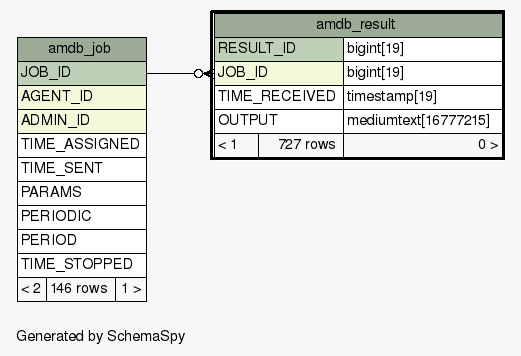 amdb_job
JOB_ID
AGENT_ID
ADMIN_ID
TIME_ASSIGNED
TIME_SENT
PARAMS
PERIODIC
PERIOD
TIME_STOPPED
< 2 146 rows 1 >
amdb_result
RESULT_ID bigint[19]
JOB_ID bigint[19]
TIME_RECEIVED timestamp[19]
OUTPUT mediumtext[16777215]
< 1 727 rows 0 >
Generated by SchemaSpy